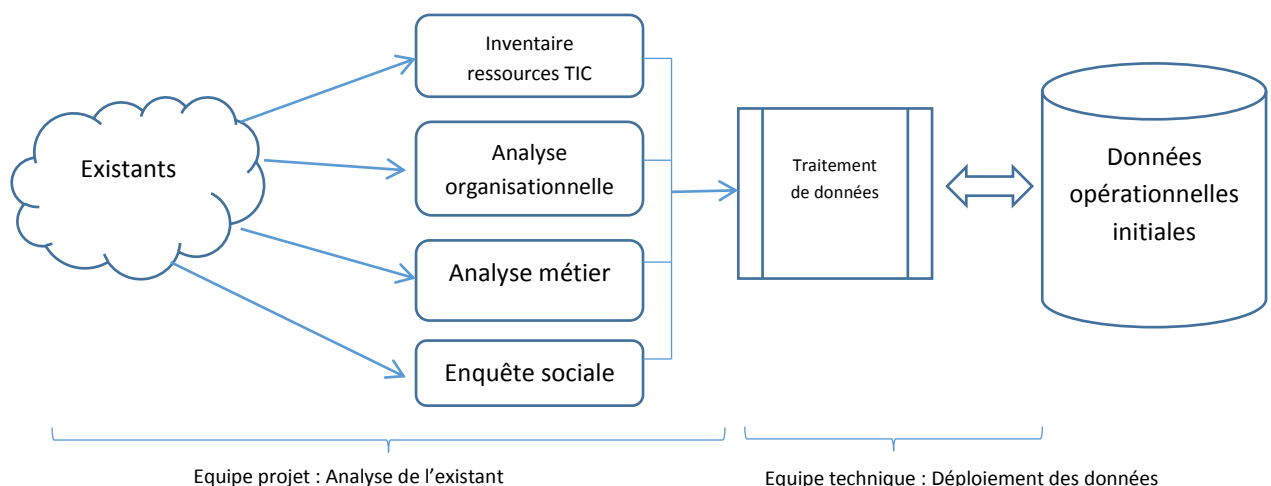 Existants
Inventaire
ressources TIC
Analyse
organisationnelle
Analyse métier
Enquête sociale
Traitement
de données
Données
opérationnelles
initiales
Equipe projet : Analyse de l’existant
Equipe technique : Déploiement des données